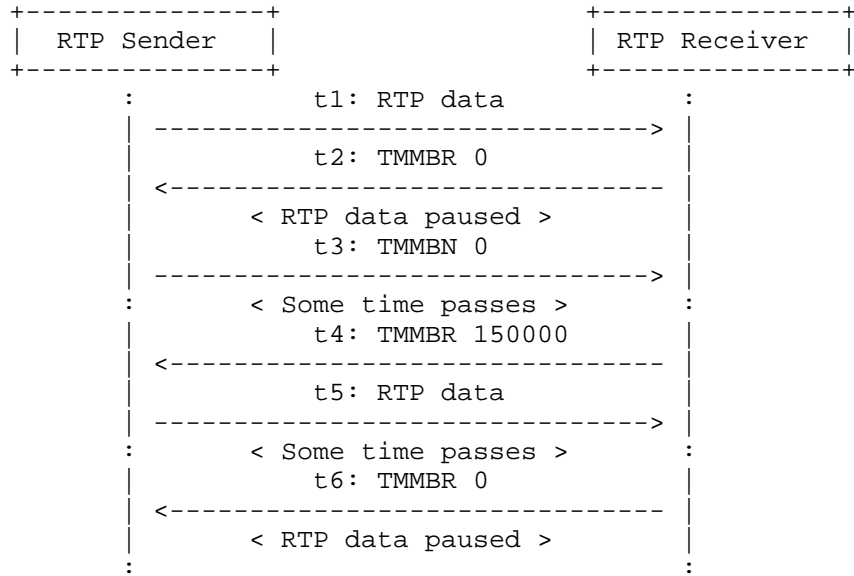 RTP Sender RTP Receiver
t1: RTP data
t2: TMMBR 0
< RTP data paused >
t3: TMMBN 0
< Some time passes >
t4: TMMBR 150000
t5: RTP data
< Some time passes >
t6: TMMBR 0
< RTP data paused >